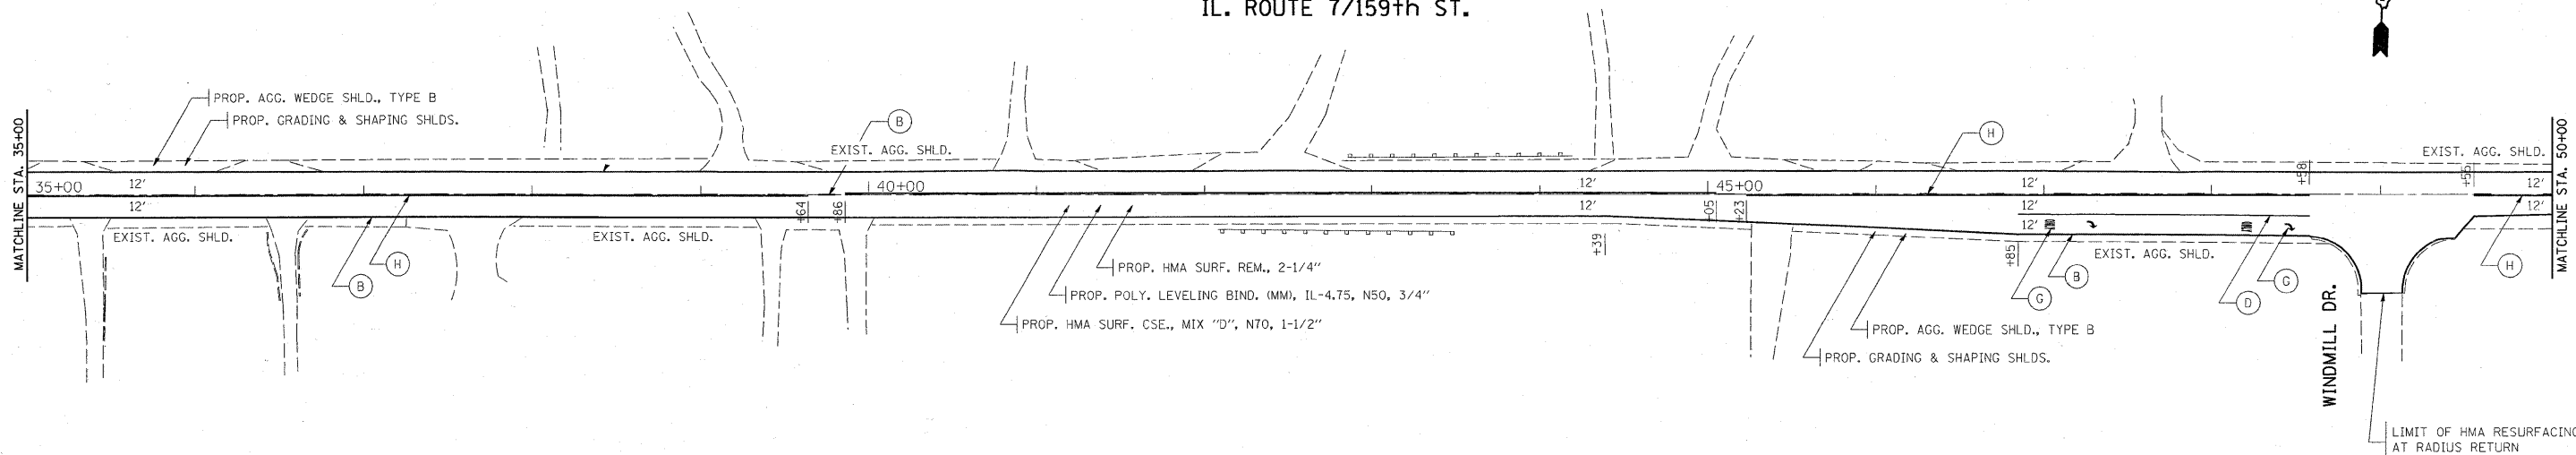 IL. ROUTE 7/159th ST.
MATCHLINE STA. 35+00
PROP. AGG. WEDGE SHLD., TYPE B
PROP. GRADING & SHAPING SHLDS.
B
EXIST. AGG. SHLD.
H
EXIST. AGG. SHLD.
MATCHLINE STA. 50+00
35+00
12'
40+00
12'
45+00
12'
+58
+55
12'
12'
+64
+86
12'
+05
+23
12'
12'
12'
EXIST. AGG. SHLD.
EXIST. AGG. SHLD.
+39
+85
EXIST. AGG. SHLD.
B
H
G
B
D
G
H
PROP. HMA SURF. REM., 2-1/4"
PROP. POLY. LEVELING BIND. (MM), IL-4.75, N50, 3/4"
PROP. HMA SURF. CSE., MIX "D", N70, 1-1/2"
PROP. AGG. WEDGE SHLD., TYPE B
PROP. GRADING & SHAPING SHLDS.
WINDMILL DR.
LIMIT OF HMA RESURFACING
AT RADIUS RETURN